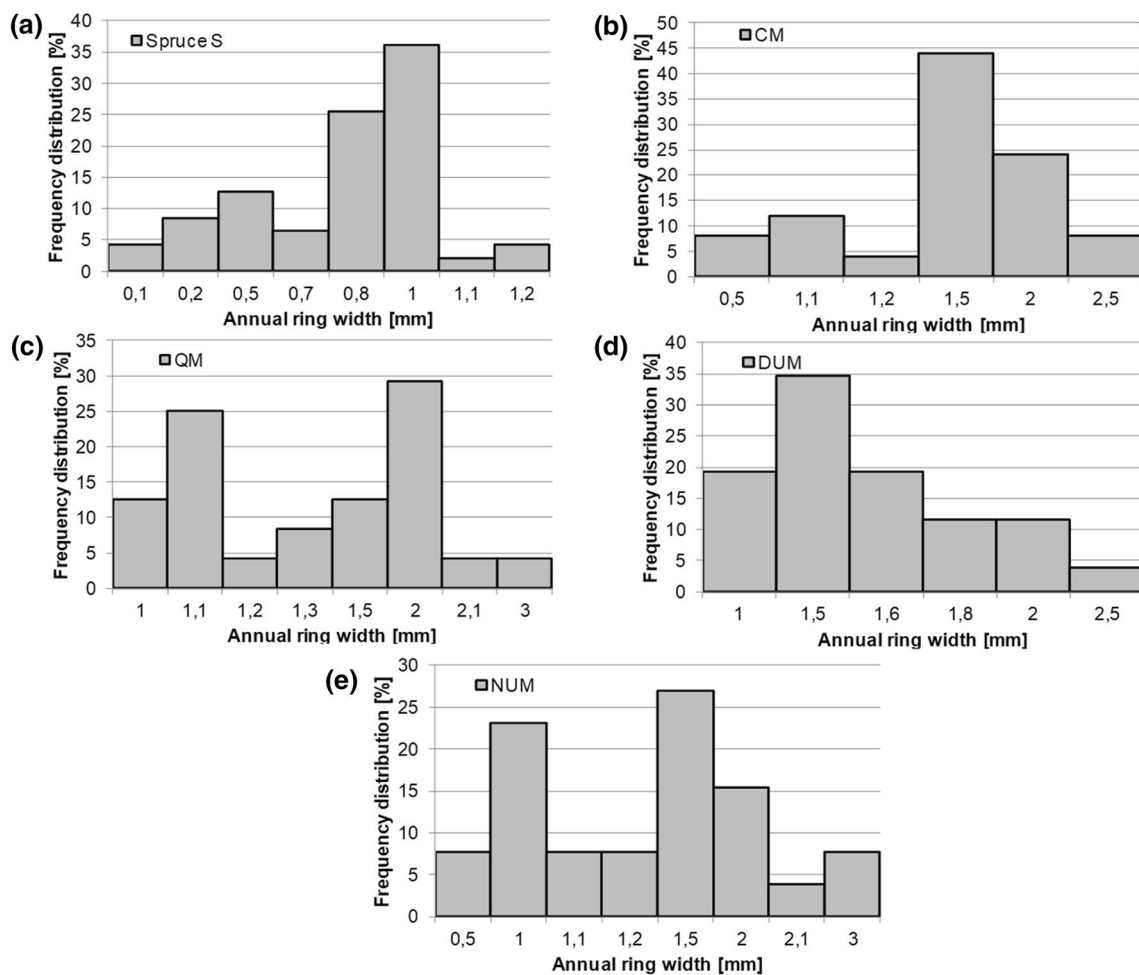 (a)
Frequency distribution [%]
40
35
30
25
20
15
10
5
0
Spruce S
0,1 0,2 0,5 0,7 0,8 1 1,1 1,2
Annual ring width [mm]
(b)
Frequency distribution [%]
50
45
40
35
30
25
20
15
10
5
0
CM
0,5 1,1 1,2 1,5 2 2,5
Annual ring width [mm]
(c)
Frequency distribution [%]
35
30
25
20
15
10
5
0
QM
1 1,1 1,2 1,3 1,5 2 2,1 3
Annual ring width [mm]
(d)
Frequency distribution [%]
40
35
30
25
20
15
10
5
0
DUM
1 1,5 1,6 1,8 2 2,5
Annual ring width [mm]
(e)
Frequency distribution [%]
30
25
20
15
10
5
0
NUM
0,5 1 1,1 1,2 1,5 2 2,1 3
Annual ring width [mm]